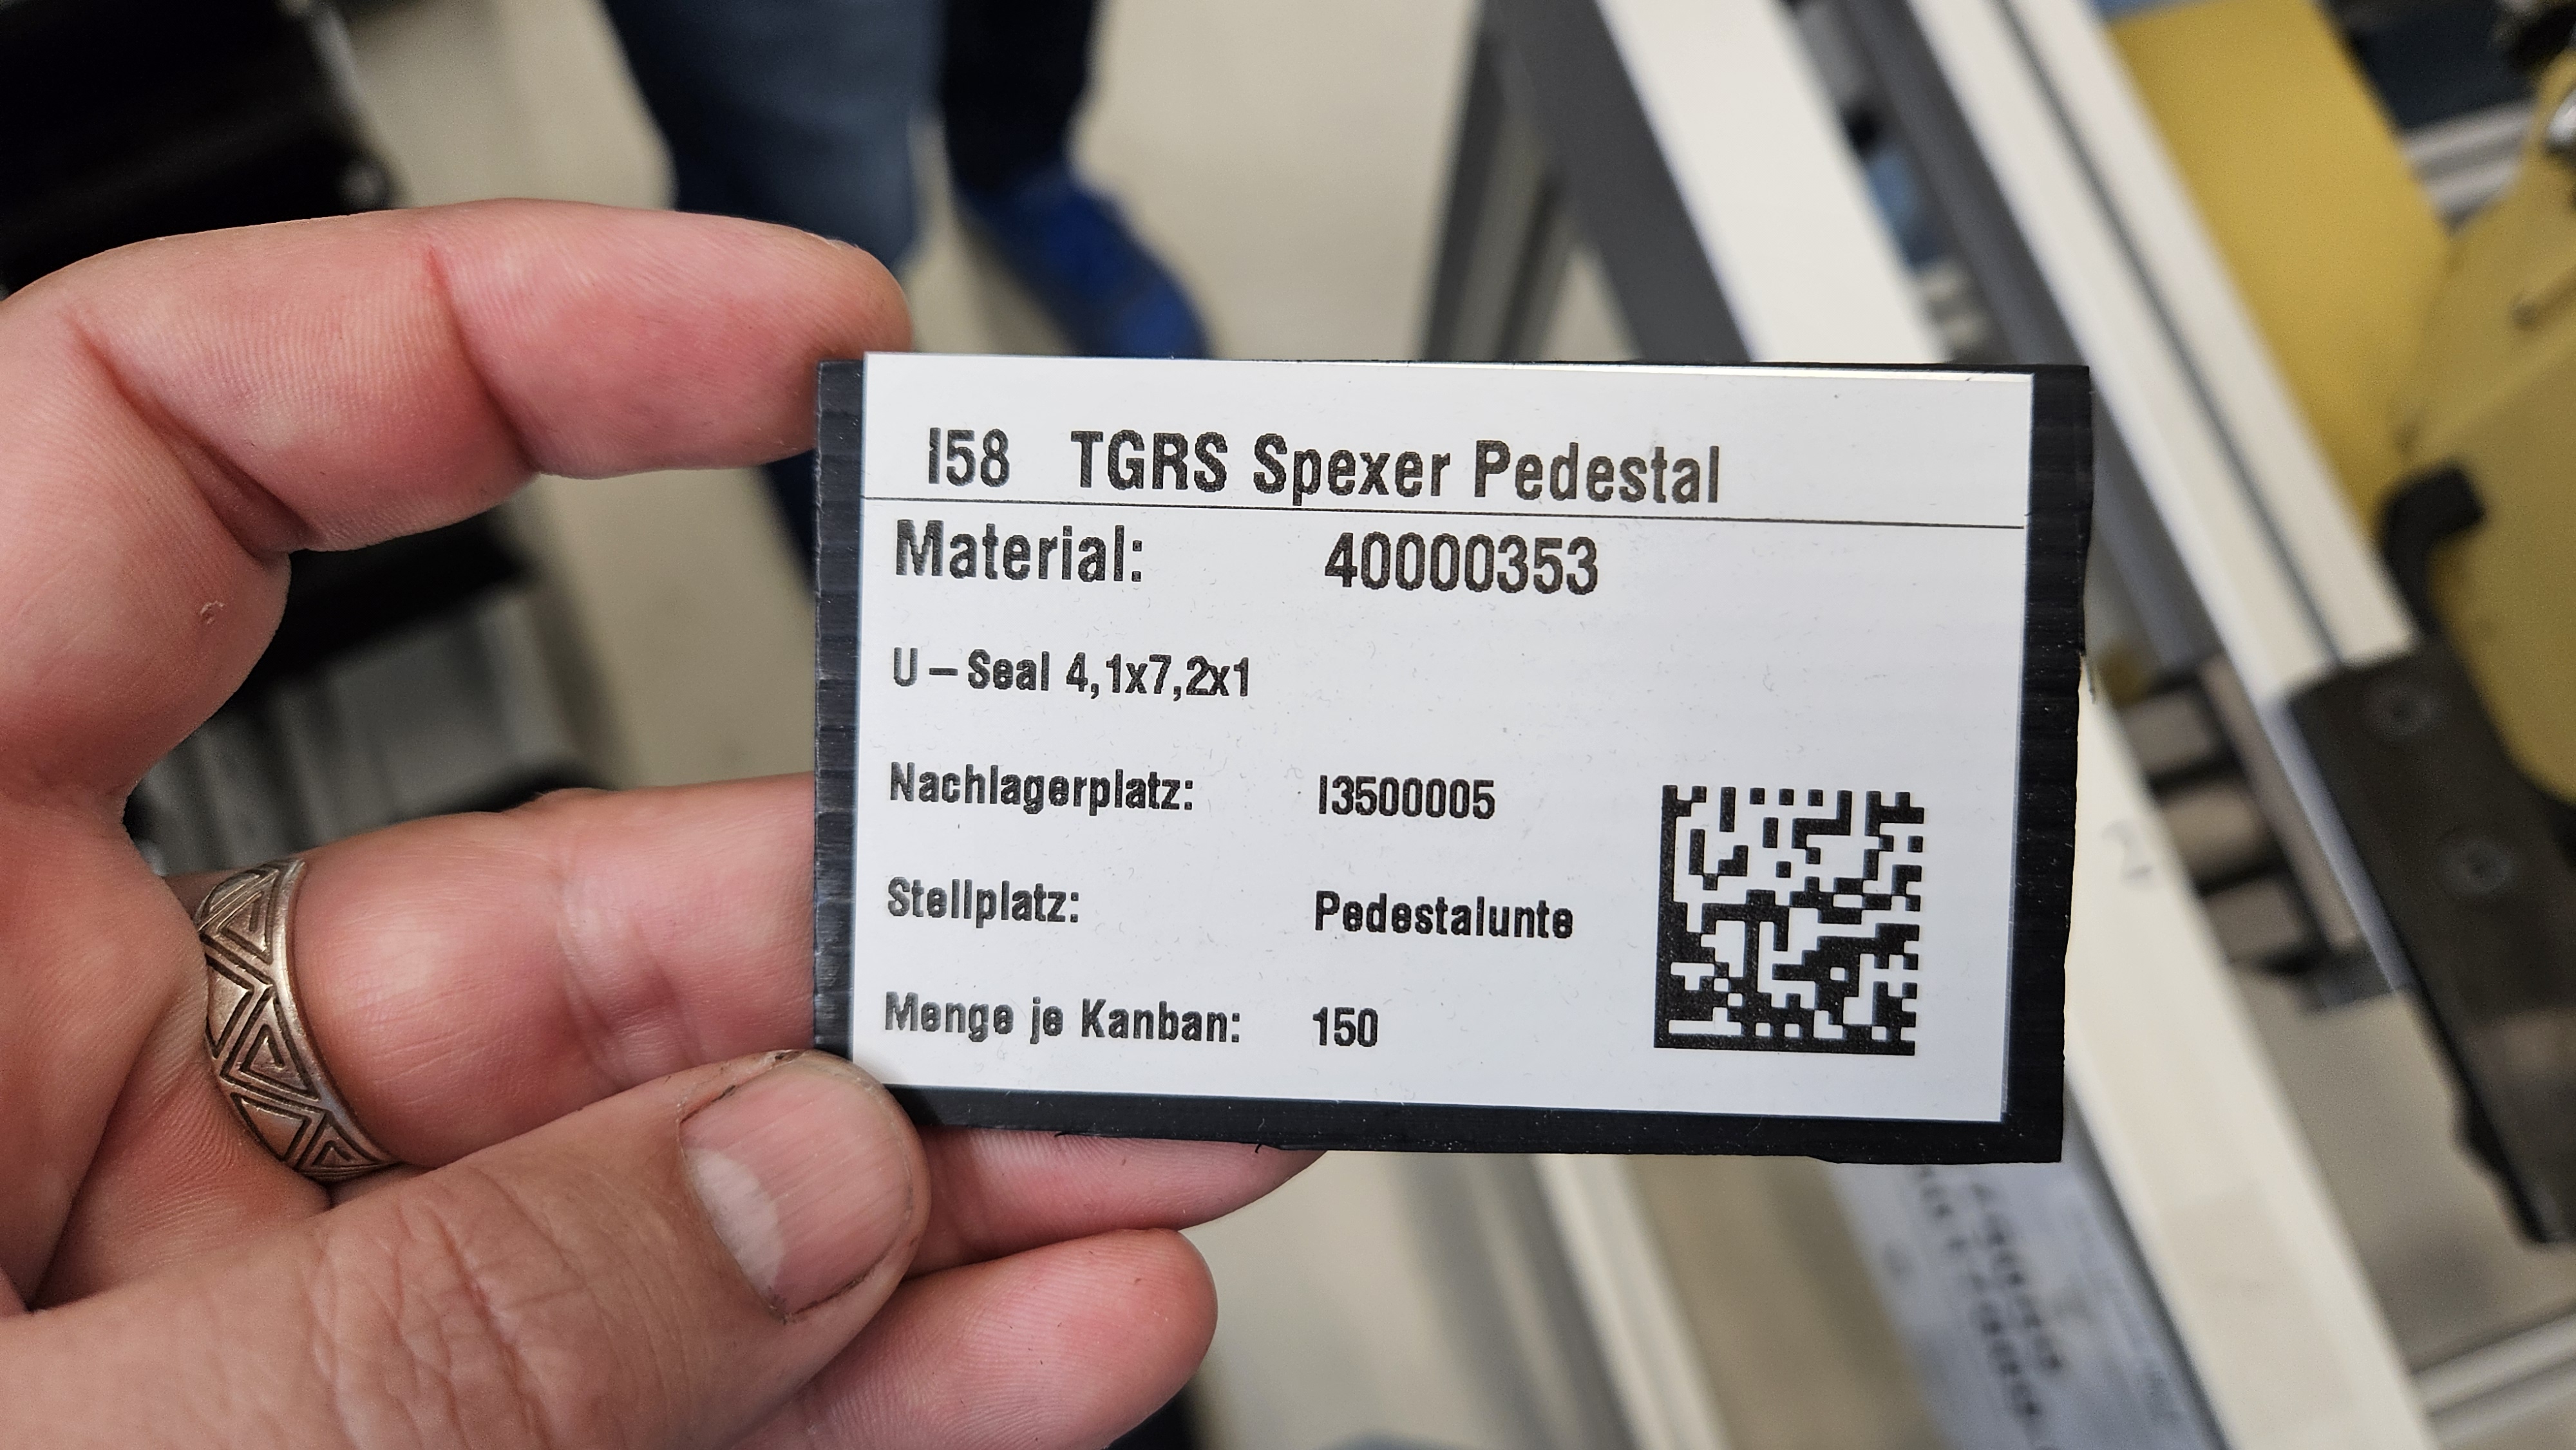 I58 TGRS Spexer Pedestal
Material: 40000353
U – Seal 4,1x7,2x1
Nachlagerplatz: I3500005
Stellplatz: Pedestalunte
Menge je Kanban: 150